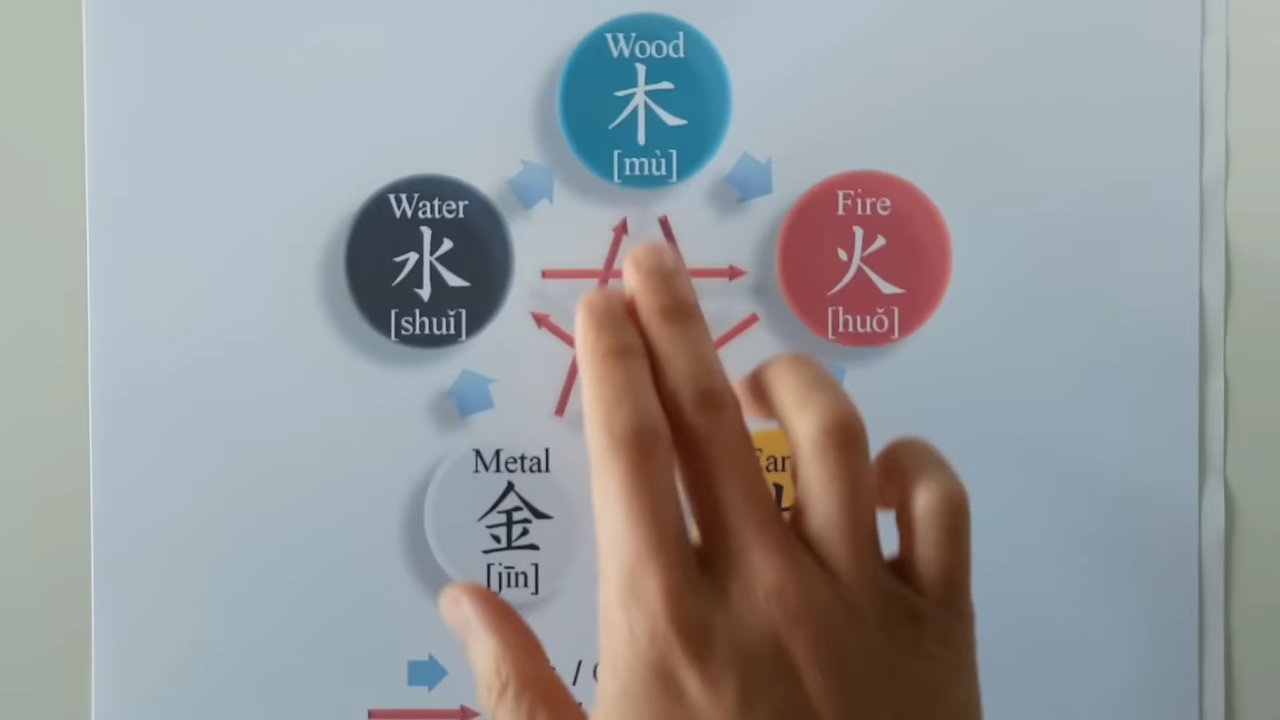 Wood
木
[mù]
Water
水
[shuǐ]
Fire
火
[huǒ]
Metal
金
[jīn]
/